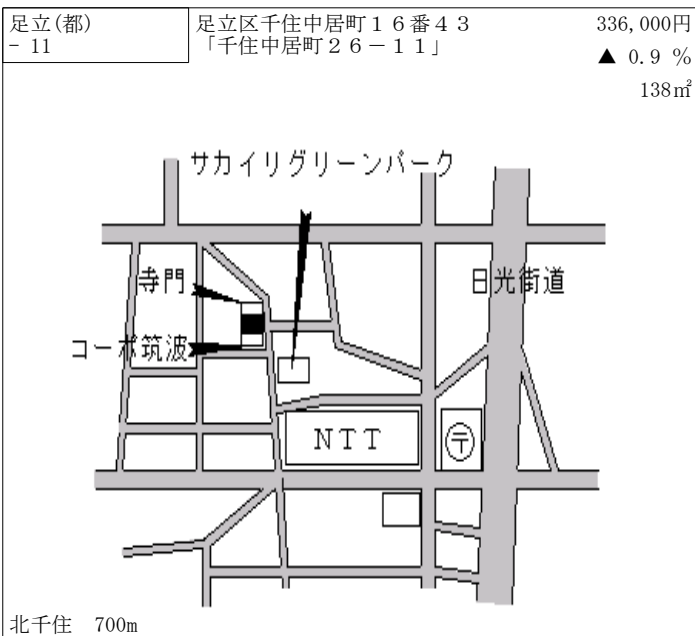 足立(都)
- 11
足立区千住中居町１６番４３
「千住中居町２６－１１」
336,000円
▲ 0.9 %
138㎡
サカイリグリーンパーク
寺門
日光街道
コーポ筑波
ＮＴＴ
〒
北千住　700m